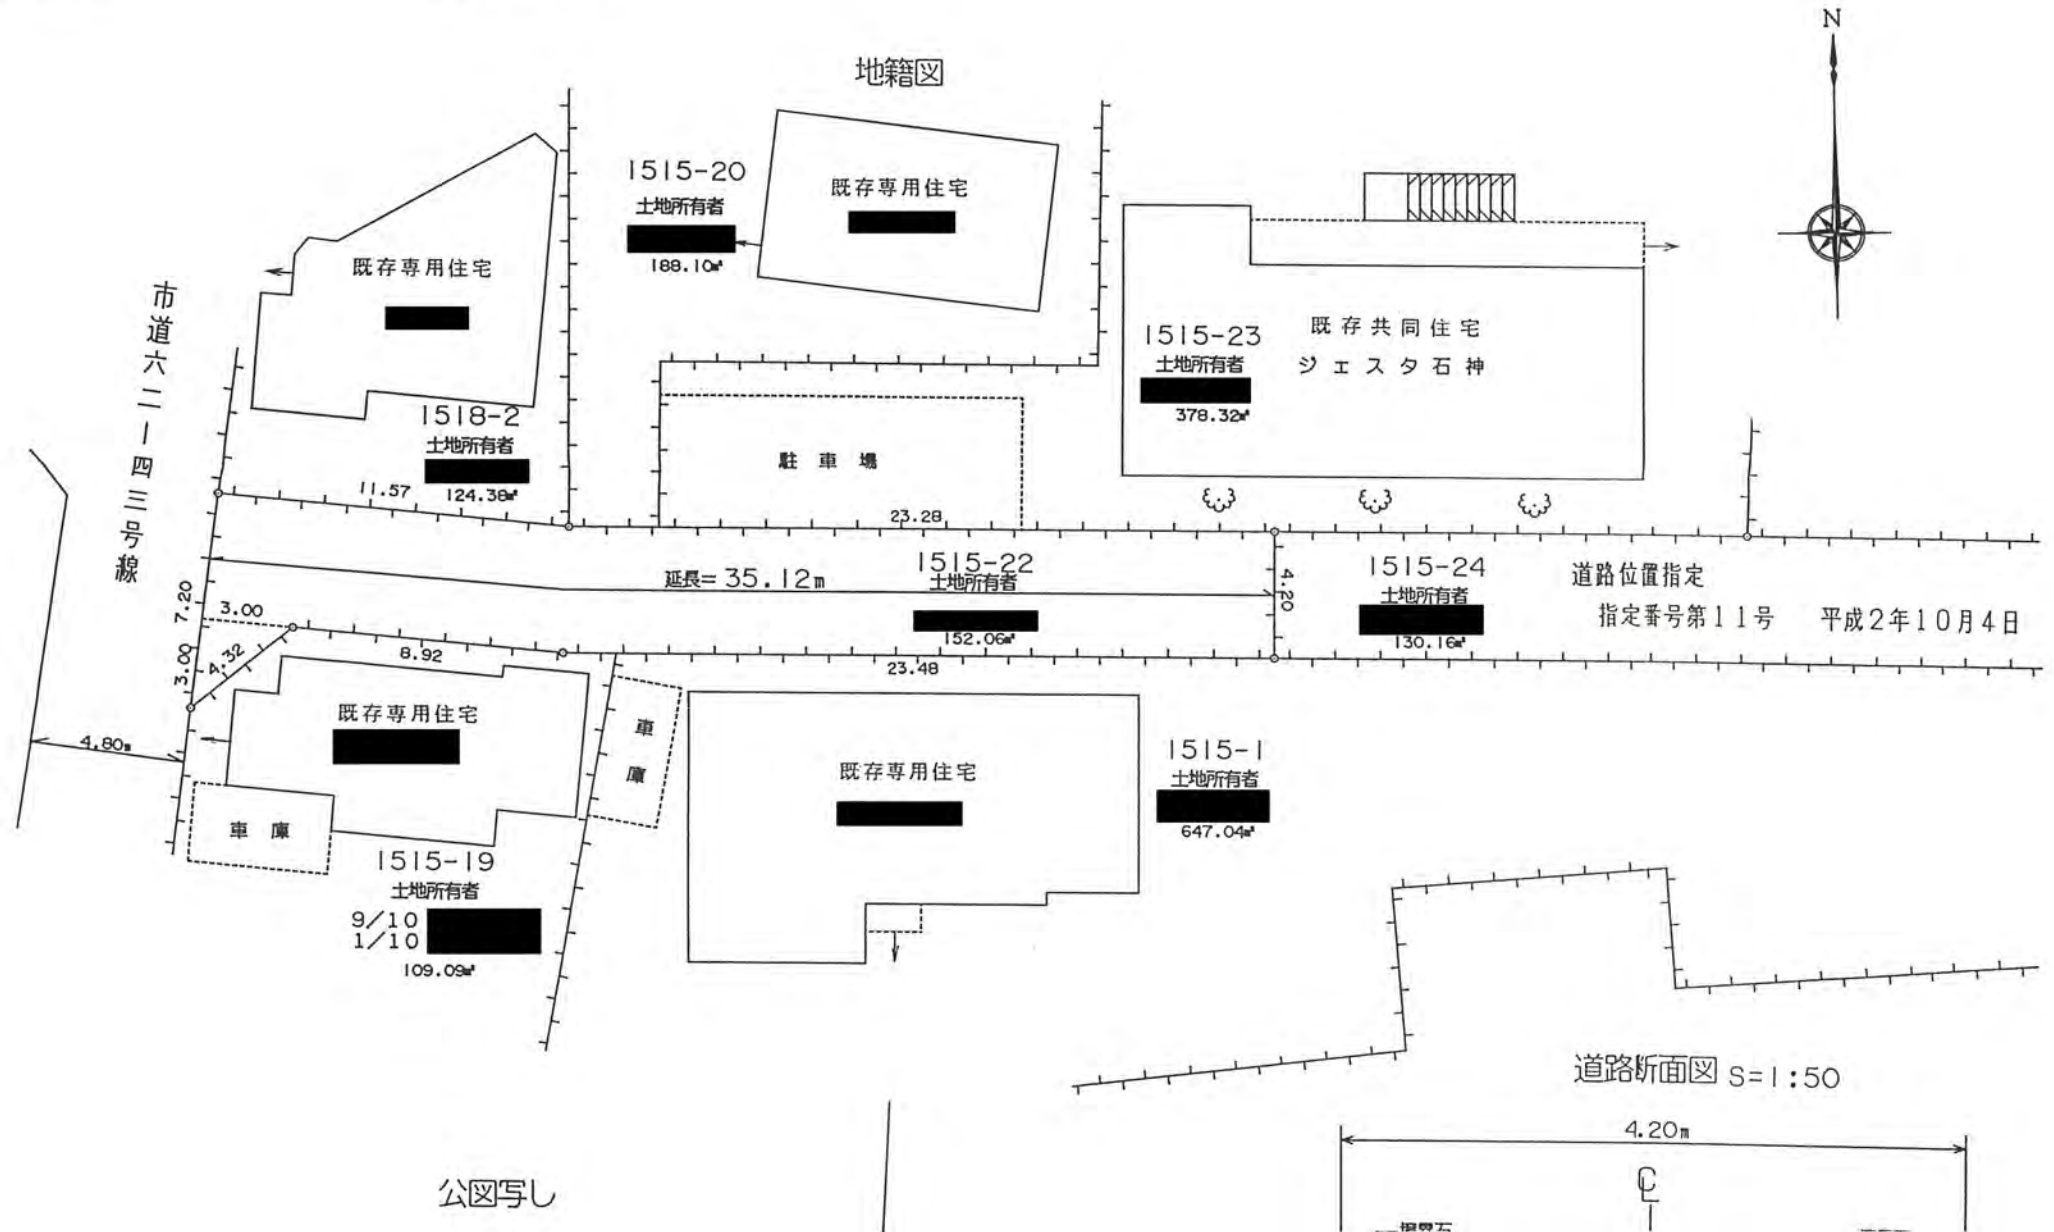 N
地籍図
1515-20
土地所有者
188.10㎡
既存専用住宅
既存専用住宅
市道六二一四三号線
1518-2
土地所有者
124.38㎡
11.57
駐車場
23.28
1515-23
土地所有者
378.32㎡
既存共同住宅
ジェスタ石神
延長=35.12m
1515-22
土地所有者
152.06㎡
4.20
1515-24
土地所有者
130.16㎡
道路位置指定
指定番号第11号 平成2年10月4日
7.20
3.00
3.00
4.32
8.92
23.48
4.80m
既存専用住宅
車庫
車庫
既存専用住宅
1515-1
土地所有者
647.04㎡
1515-19
土地所有者
9/10
1/10
109.09㎡
道路断面図 S=1:50
4.20m
CL
公図写し